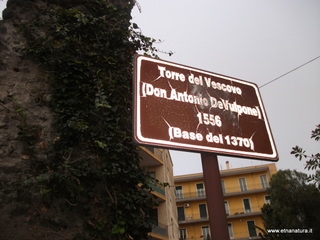 Torre del Vescovo
(Don Antonio DeVulpone)
1556
(Base del 1370)
www.etnanatura.it